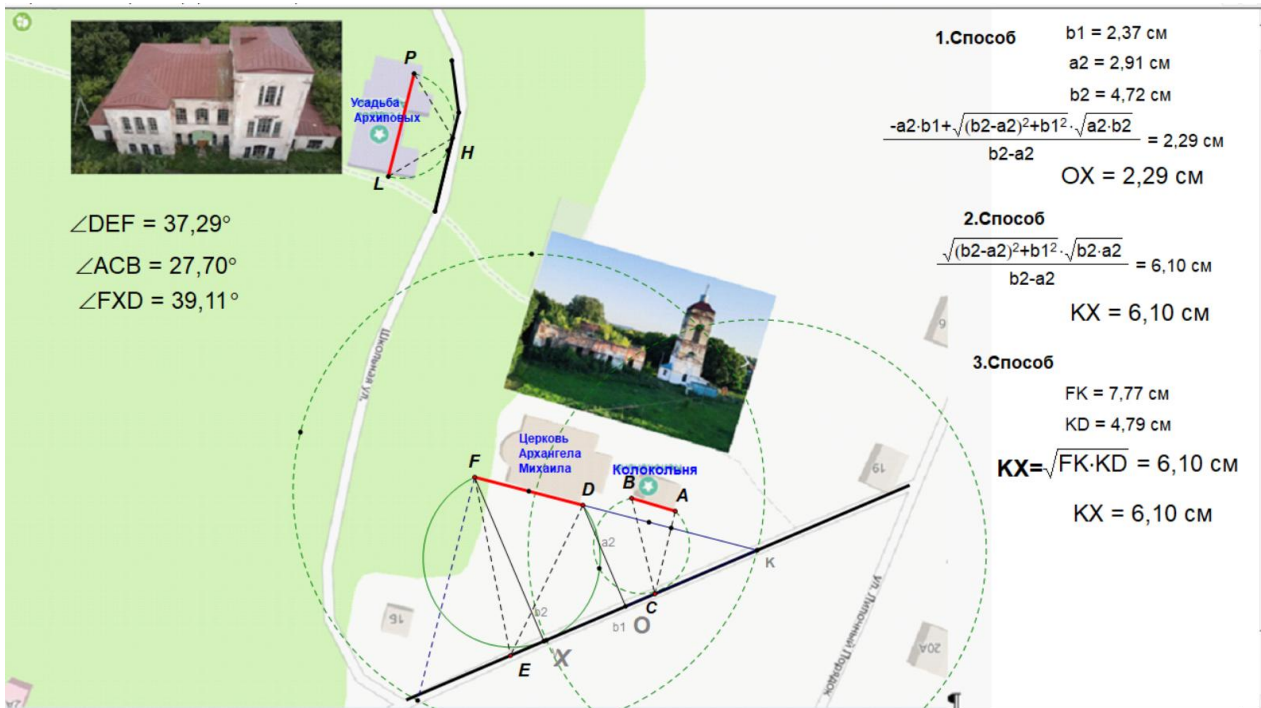 P
Усадьба
Архиповых
H
L
∠DEF = 37,29°
∠ACB = 27,70°
∠FXD = 39,11°
Школьная ул.
Церковь
Архангела
Михаила
Колокольня
F
D
B
A
a2
K
b2
C
b1
O
X
E
16
19
20A
ул. Липочный Порядок
¶
1.Способ
b1 = 2,37 см
a2 = 2,91 см
b2 = 4,72 см
-a2·b1+√(b2-a2)²+b1²·√a2·b2
b2-a2
= 2,29 см
OX = 2,29 см
2.Способ
√(b2-a2)²+b1²·√b2·a2
b2-a2
= 6,10 см
KX = 6,10 см
3.Способ
FK = 7,77 см
KD = 4,79 см
KX=√FK·KD = 6,10 см
KX = 6,10 см